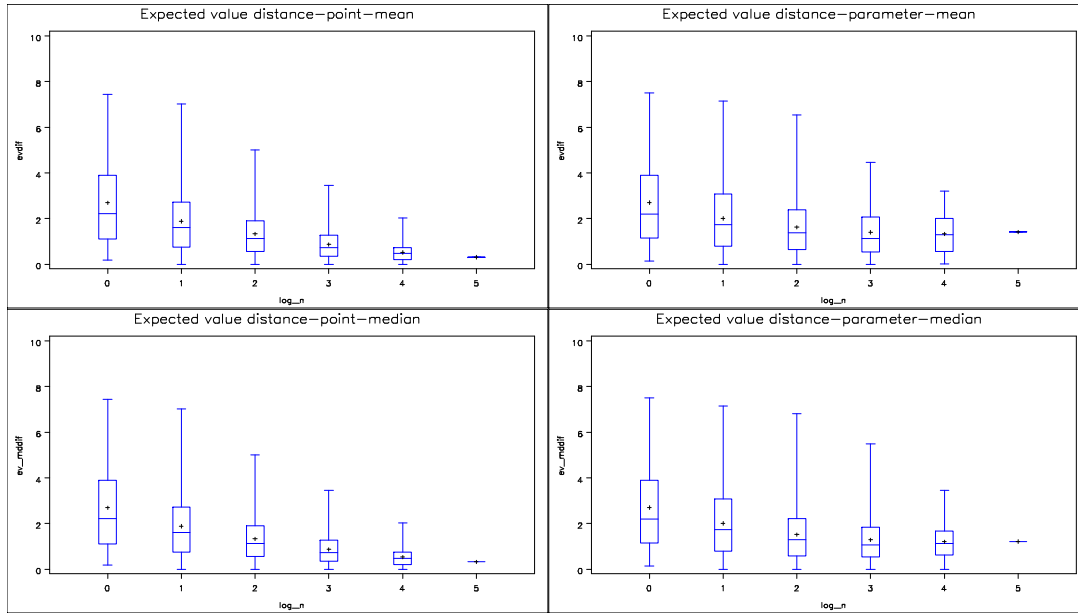 Expected value distance-point-mean
10
8
6
4
2
0
evdif
0 1 2 3 4 5
log_n
Expected value distance-parameter-mean
10
8
6
4
2
0
evdif
0 1 2 3 4 5
log_n
Expected value distance-point-median
10
8
6
4
2
0
ev_mddif
0 1 2 3 4 5
log_n
Expected value distance-parameter-median
10
8
6
4
2
0
ev_mddif
0 1 2 3 4 5
log_n